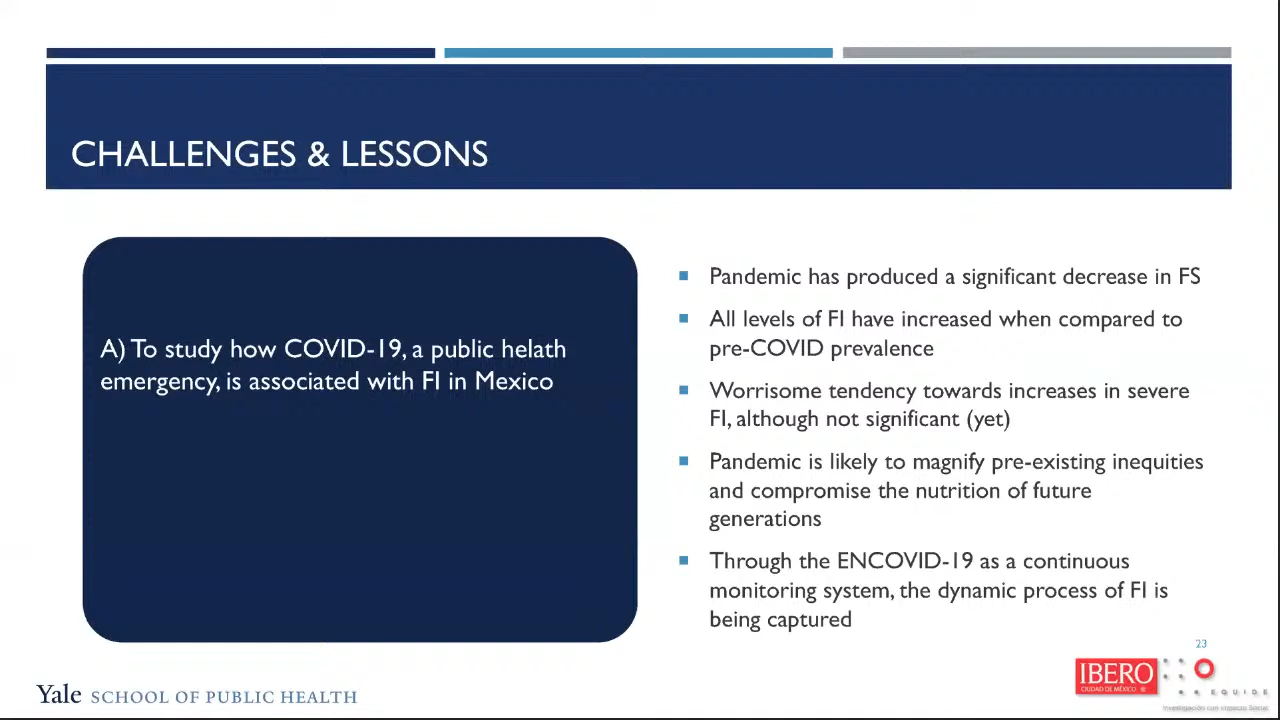 CHALLENGES & LESSONS
A) To study how COVID-19, a public helath
emergency, is associated with FI in Mexico
Pandemic has produced a significant decrease in FS
All levels of FI have increased when compared to
pre-COVID prevalence
Worrisome tendency towards increases in severe
FI, although not significant (yet)
Pandemic is likely to magnify pre-existing inequities
and compromise the nutrition of future
generations
Through the ENCOVID-19 as a continuous
monitoring system, the dynamic process of FI is
being captured
23
Yale SCHOOL OF PUBLIC HEALTH
IBERO
CIUDAD DE MÉXICO ®
EQUIDE
Investigación con Impacto Social